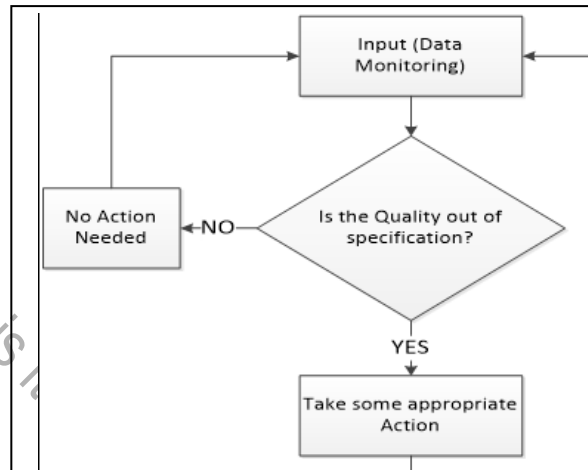 Input (Data
Monitoring)
Is the Quality out of
specification?
No Action
Needed
NO
YES
Take some appropriate
Action